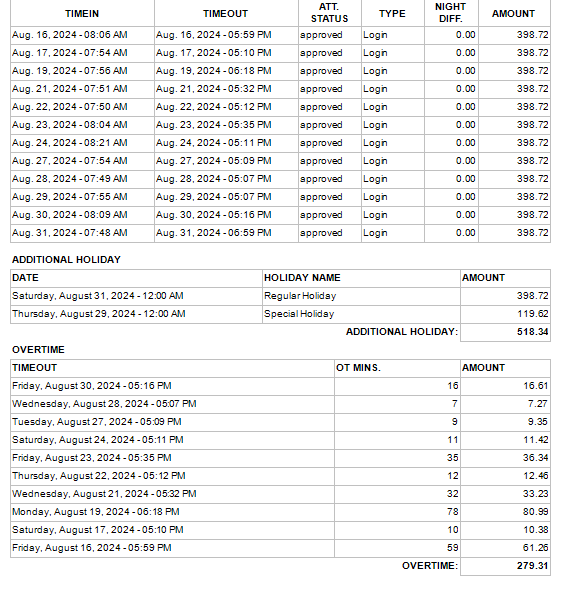 TIMEIN TIMEOUT ATT. STATUS TYPE NIGHT DIFF. AMOUNT
Aug. 16, 2024 - 08:06 AM Aug. 16, 2024 - 05:59 PM approved Login 0.00 398.72
Aug. 17, 2024 - 07:54 AM Aug. 17, 2024 - 05:10 PM approved Login 0.00 398.72
Aug. 19, 2024 - 07:56 AM Aug. 19, 2024 - 06:18 PM approved Login 0.00 398.72
Aug. 21, 2024 - 07:51 AM Aug. 21, 2024 - 05:32 PM approved Login 0.00 398.72
Aug. 22, 2024 - 07:50 AM Aug. 22, 2024 - 05:12 PM approved Login 0.00 398.72
Aug. 23, 2024 - 08:04 AM Aug. 23, 2024 - 05:35 PM approved Login 0.00 398.72
Aug. 24, 2024 - 08:21 AM Aug. 24, 2024 - 05:11 PM approved Login 0.00 398.72
Aug. 27, 2024 - 07:54 AM Aug. 27, 2024 - 05:09 PM approved Login 0.00 398.72
Aug. 28, 2024 - 07:49 AM Aug. 28, 2024 - 05:07 PM approved Login 0.00 398.72
Aug. 29, 2024 - 07:55 AM Aug. 29, 2024 - 05:07 PM approved Login 0.00 398.72
Aug. 30, 2024 - 08:09 AM Aug. 30, 2024 - 05:16 PM approved Login 0.00 398.72
Aug. 31, 2024 - 07:48 AM Aug. 31, 2024 - 06:59 PM approved Login 0.00 398.72
ADDITIONAL HOLIDAY
DATE HOLIDAY NAME AMOUNT
Saturday, August 31, 2024 - 12:00 AM Regular Holiday 398.72
Thursday, August 29, 2024 - 12:00 AM Special Holiday 119.62
ADDITIONAL HOLIDAY: 518.34
OVERTIME
TIMEOUT OT MINS. AMOUNT
Friday, August 30, 2024 - 05:16 PM 16 16.61
Wednesday, August 28, 2024 - 05:07 PM 7 7.27
Tuesday, August 27, 2024 - 05:09 PM 9 9.35
Saturday, August 24, 2024 - 05:11 PM 11 11.42
Friday, August 23, 2024 - 05:35 PM 35 36.34
Thursday, August 22, 2024 - 05:12 PM 12 12.46
Wednesday, August 21, 2024 - 05:32 PM 32 33.23
Monday, August 19, 2024 - 06:18 PM 78 80.99
Saturday, August 17, 2024 - 05:10 PM 10 10.38
Friday, August 16, 2024 - 05:59 PM 59 61.26
OVERTIME: 279.31